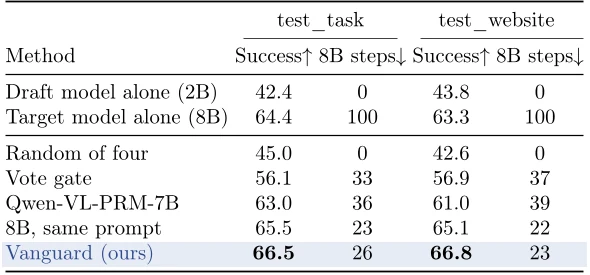 test_task test_website
Method Success↑ 8B steps↓ Success↑ 8B steps↓
Draft model alone (2B) 42.4 0 43.8 0
Target model alone (8B) 64.4 100 63.3 100
Random of four 45.0 0 42.6 0
Vote gate 56.1 33 56.9 37
Qwen-VL-PRM-7B 63.0 36 61.0 39
8B, same prompt 65.5 23 65.1 22
Vanguard (ours) 66.5 26 66.8 23